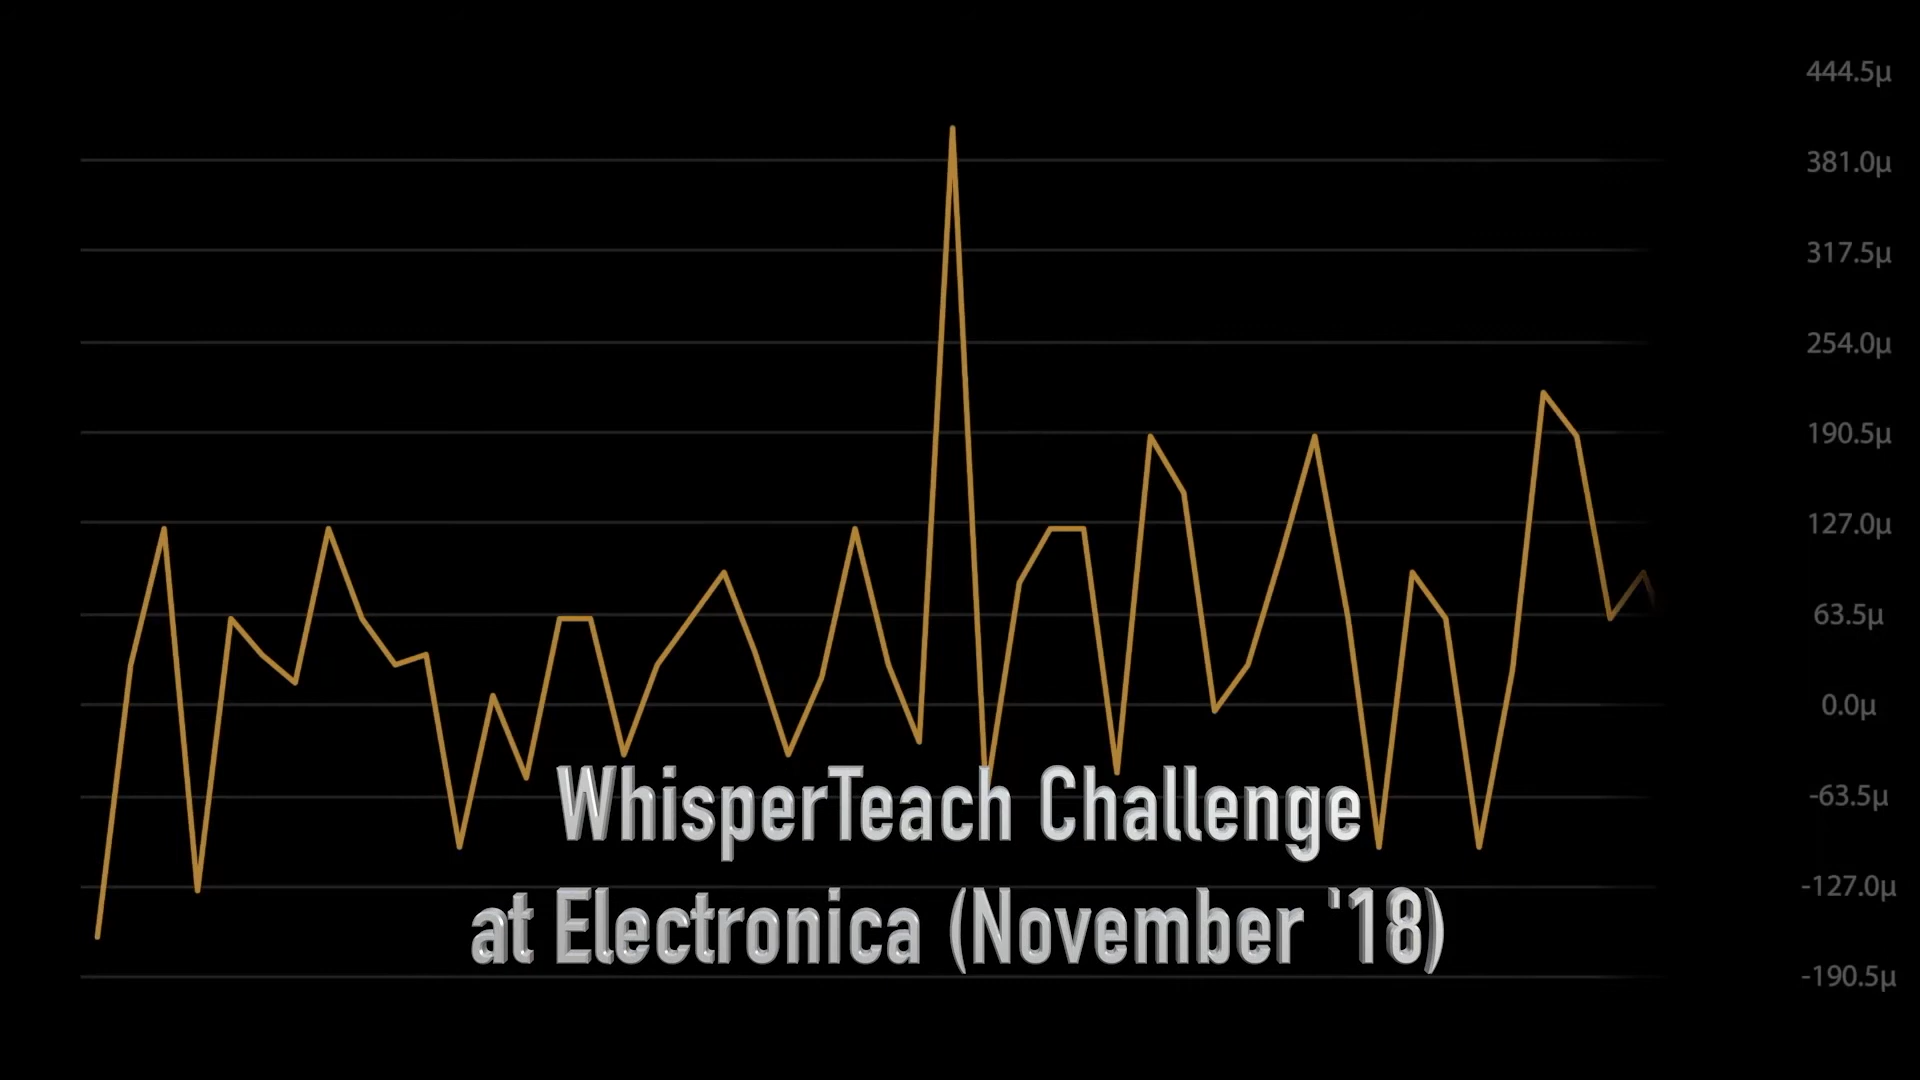 444.5µ
381.0µ
317.5µ
254.0µ
190.5µ
127.0µ
63.5µ
0.0µ
-63.5µ
WhisperTeach Challenge
-127.0µ
at Electronica (November '18)
-190.5µ